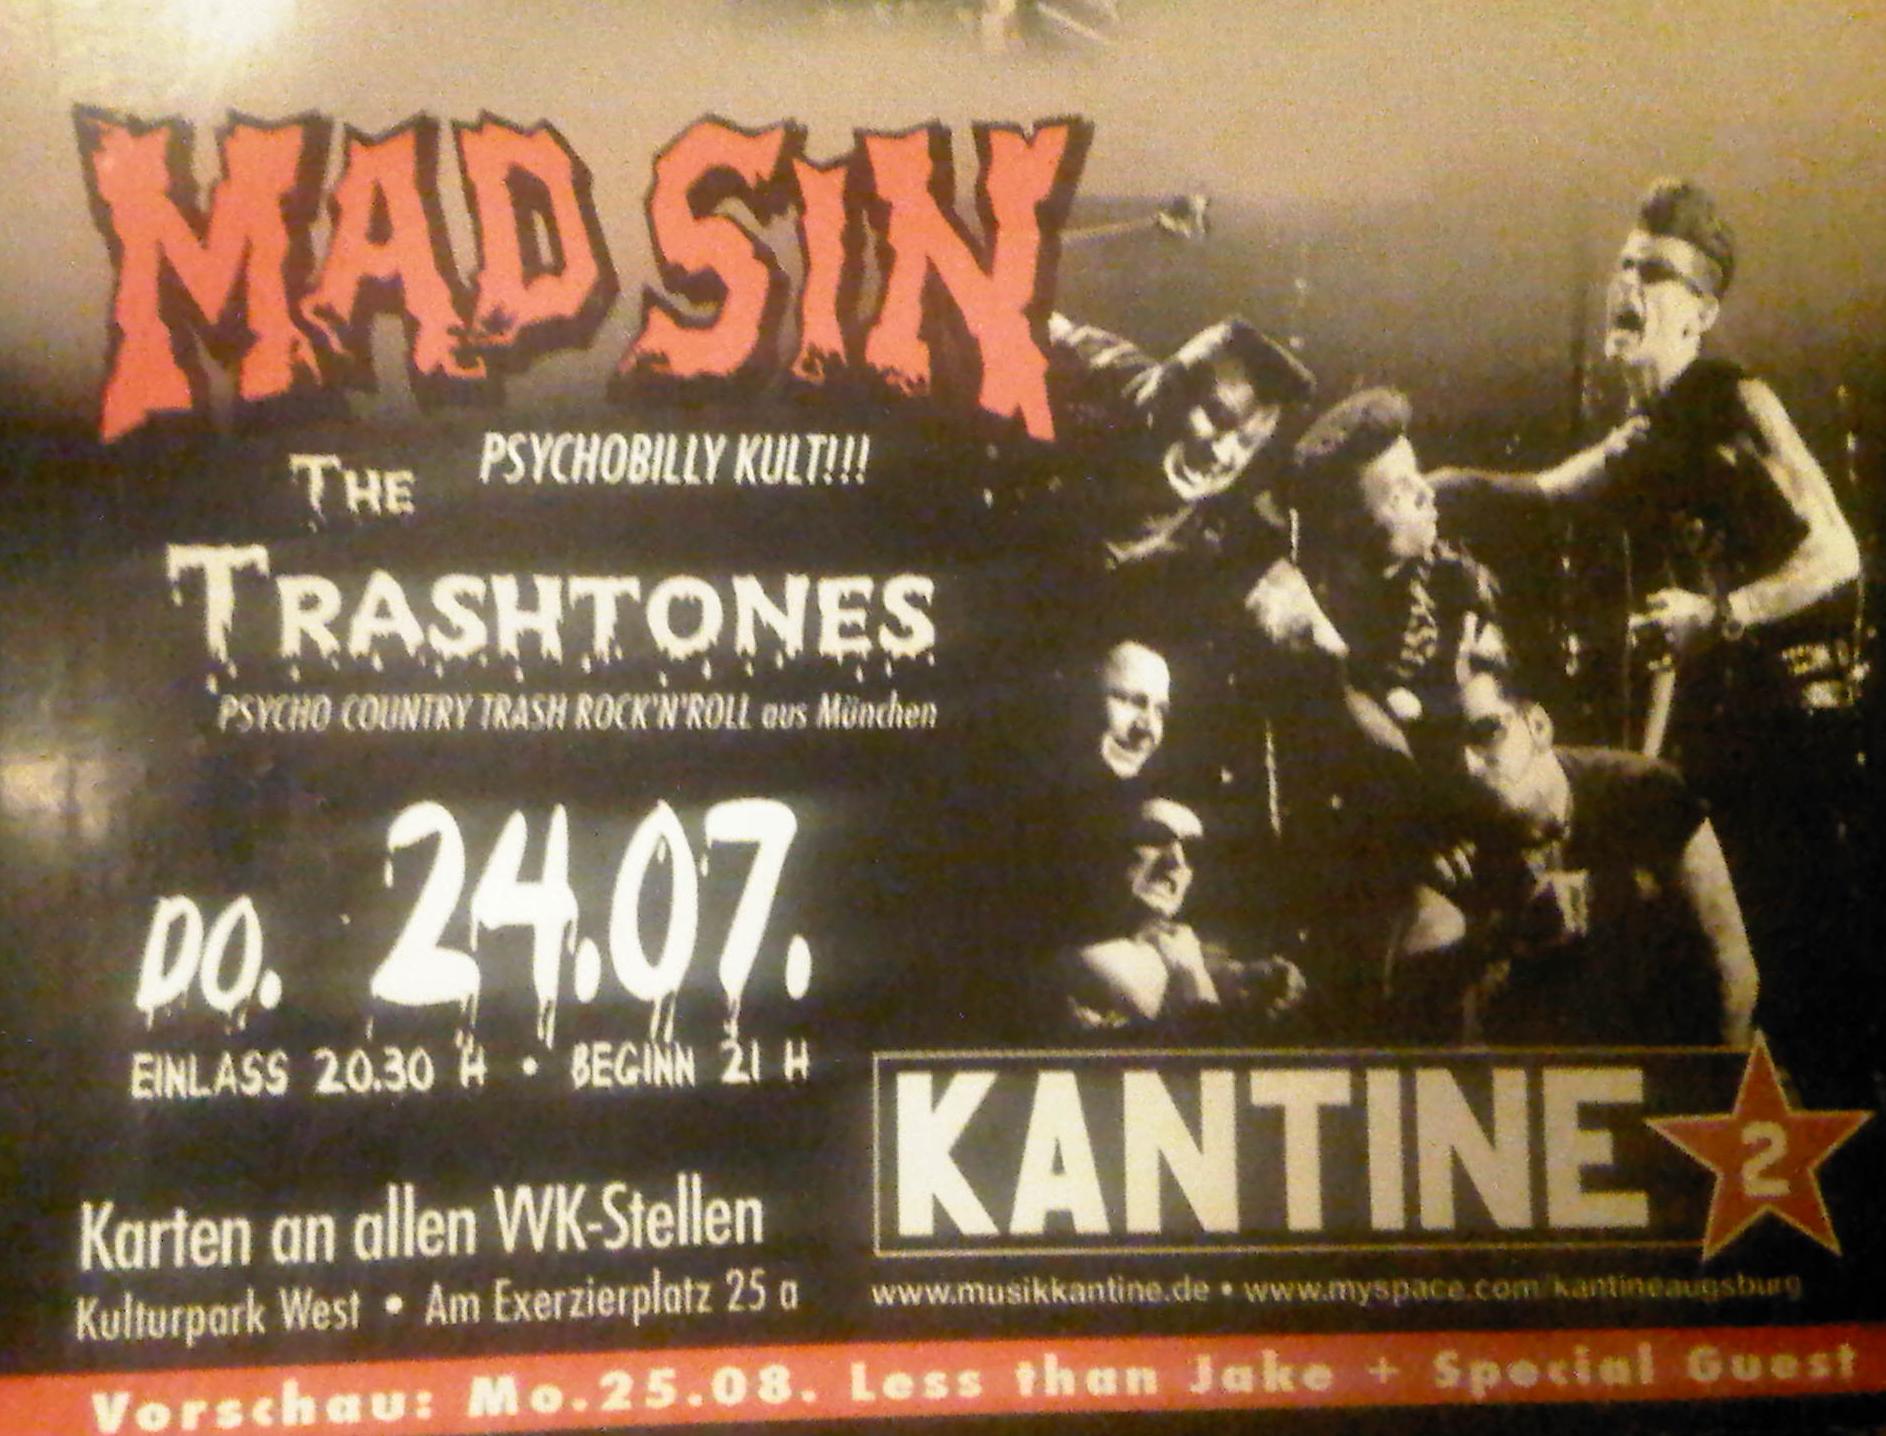 MAD SIN
PSYCHOBILLY KULT!!!
THE
TRASHTONES
PSYCHO COUNTRY TRASH ROCK'N'ROLL aus München
DO. 24.07.
EINLASS 20.30 H • BEGINN 21 H
KANTINE 2
Karten an allen VVK-Stellen
Kulturpark West • Am Exerzierplatz 25 a
www.musikkantine.de • www.myspace.com/kantineaugsburg
Vorschau: Mo.25.08. Less than Jake + Special Guest